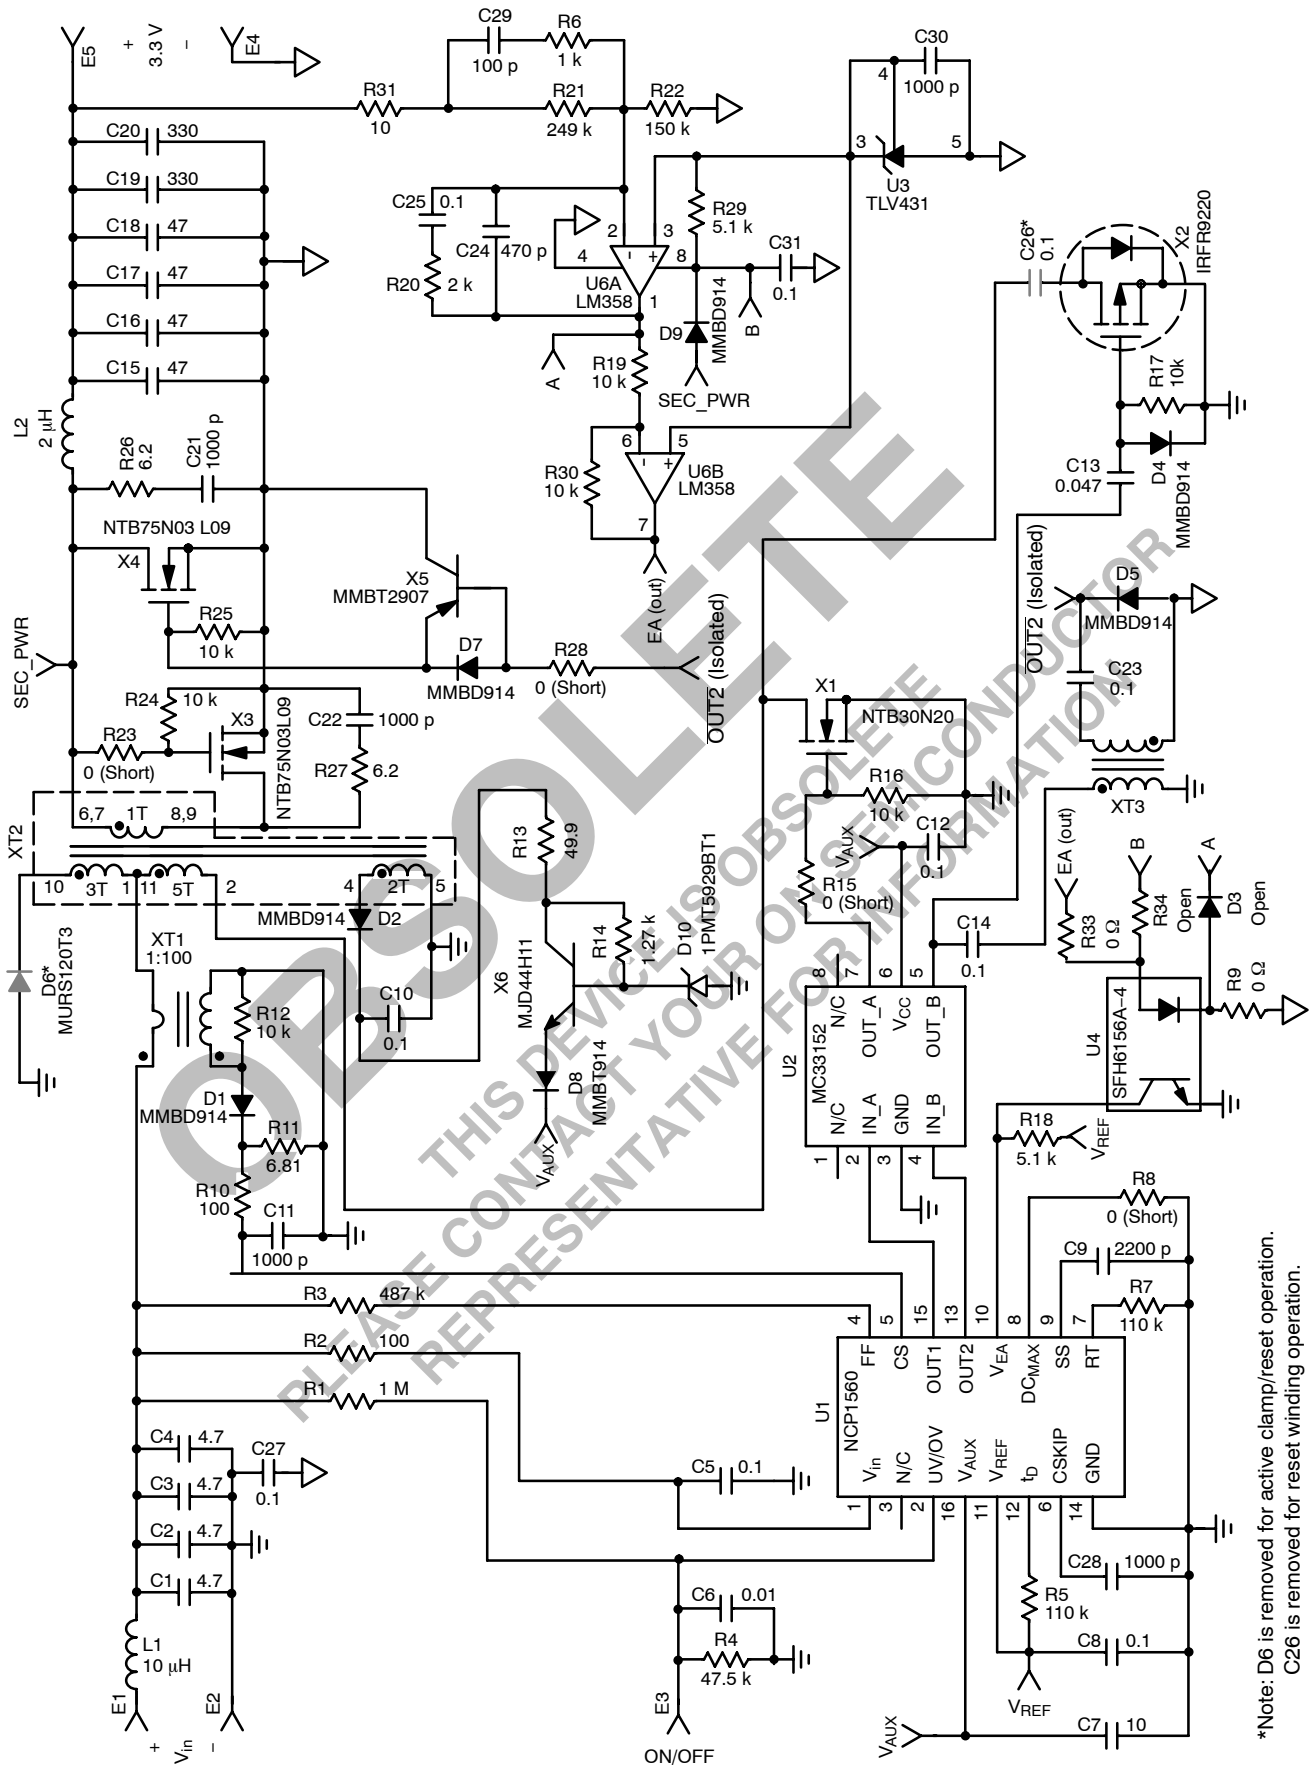 E5
+
3.3 V
−
E4
C29
100 p
R6
1 k
R31
10
R21
249 k
R22
150 k
C30
1000 p
4
3
5
U3
TLV431
C20 330
C19 330
C18 47
C17 47
C16 47
C15 47
L2
2 µH
C25 0.1
C24 470 p
R20 2 k
2
3
4
8
1
U6A
LM358
R29
5.1 k
C31
0.1
D9
MMBD914
B
A
SEC_PWR
R19
10 k
6
5
7
U6B
LM358
R30
10 k
EA (out)
C26*
0.1
X2
IRFR9220
R17
10k
D4
MMBD914
C13
0.047
R26
6.2
C21
1000 p
NTB75N03 L09
X4
R25
10 k
X5
MMBT2907
D7
MMBD914
R28
0 (Short)
OUT2 (Isolated)
SEC_PWR
R24
10 k
R23
0 (Short)
X3
NTB75N03L09
C22 1000 p
R27 6.2
D5
MMBD914
OUT2 (Isolated)
C23
0.1
XT3
X1
NTB30N20
R16
10 k
VAUX
C12
0.1
R15
0 (Short)
C14
0.1
XT2
6,7
1T
8,9
10
3T
1
11
5T
2
4
2T
5
MMBD914 D2
R13
49.9
R14
1.27 k
D10
1PMT5929BT1
X6
MJD44H11
C10
0.1
D8
MMBT914
VAUX
D6*
MURS120T3
XT1
1:100
R12
10 k
D1
MMBD914
R11
6.81
R10
100
C11
1000 p
EA (out)
B
A
R33
0 Ω
R34
Open
D3
Open
R9
0 Ω
U4
SFH6156A−4
R18
5.1 k
VREF
U2
MC33152
8 N/C
7 OUT_A
6 VCC
5 OUT_B
N/C 1
IN_A 2
GND 3
IN_B 4
R3 487 k
R2 100
R1 1 M
R8
0 (Short)
C9 2200 p
R7
110 k
4
5
15
13
10
8
9
7
U1
NCP1560
FF
CS
OUT1
OUT2
VEA
DCMAX
SS
RT
Vin
N/C
UV/OV
VAUX
VREF
tD
CSKIP
GND
1
3
2
16
11
12
6
14
C4 4.7
C3 4.7
C2 4.7
C1 4.7
C27
0.1
L1
10 µH
E1
+
Vin
−
E2
C5 0.1
C6 0.01
R4
47.5 k
E3
ON/OFF
C28 1000 p
R5
110 k
C8 0.1
VREF
VAUX
C7 10
*Note: D6 is removed for active clamp/reset operation.
C26 is removed for reset winding operation.
OBSOLETE
THIS DEVICE IS OBSOLETE
PLEASE CONTACT YOUR ON SEMICONDUCTOR
REPRESENTATIVE FOR INFORMATION